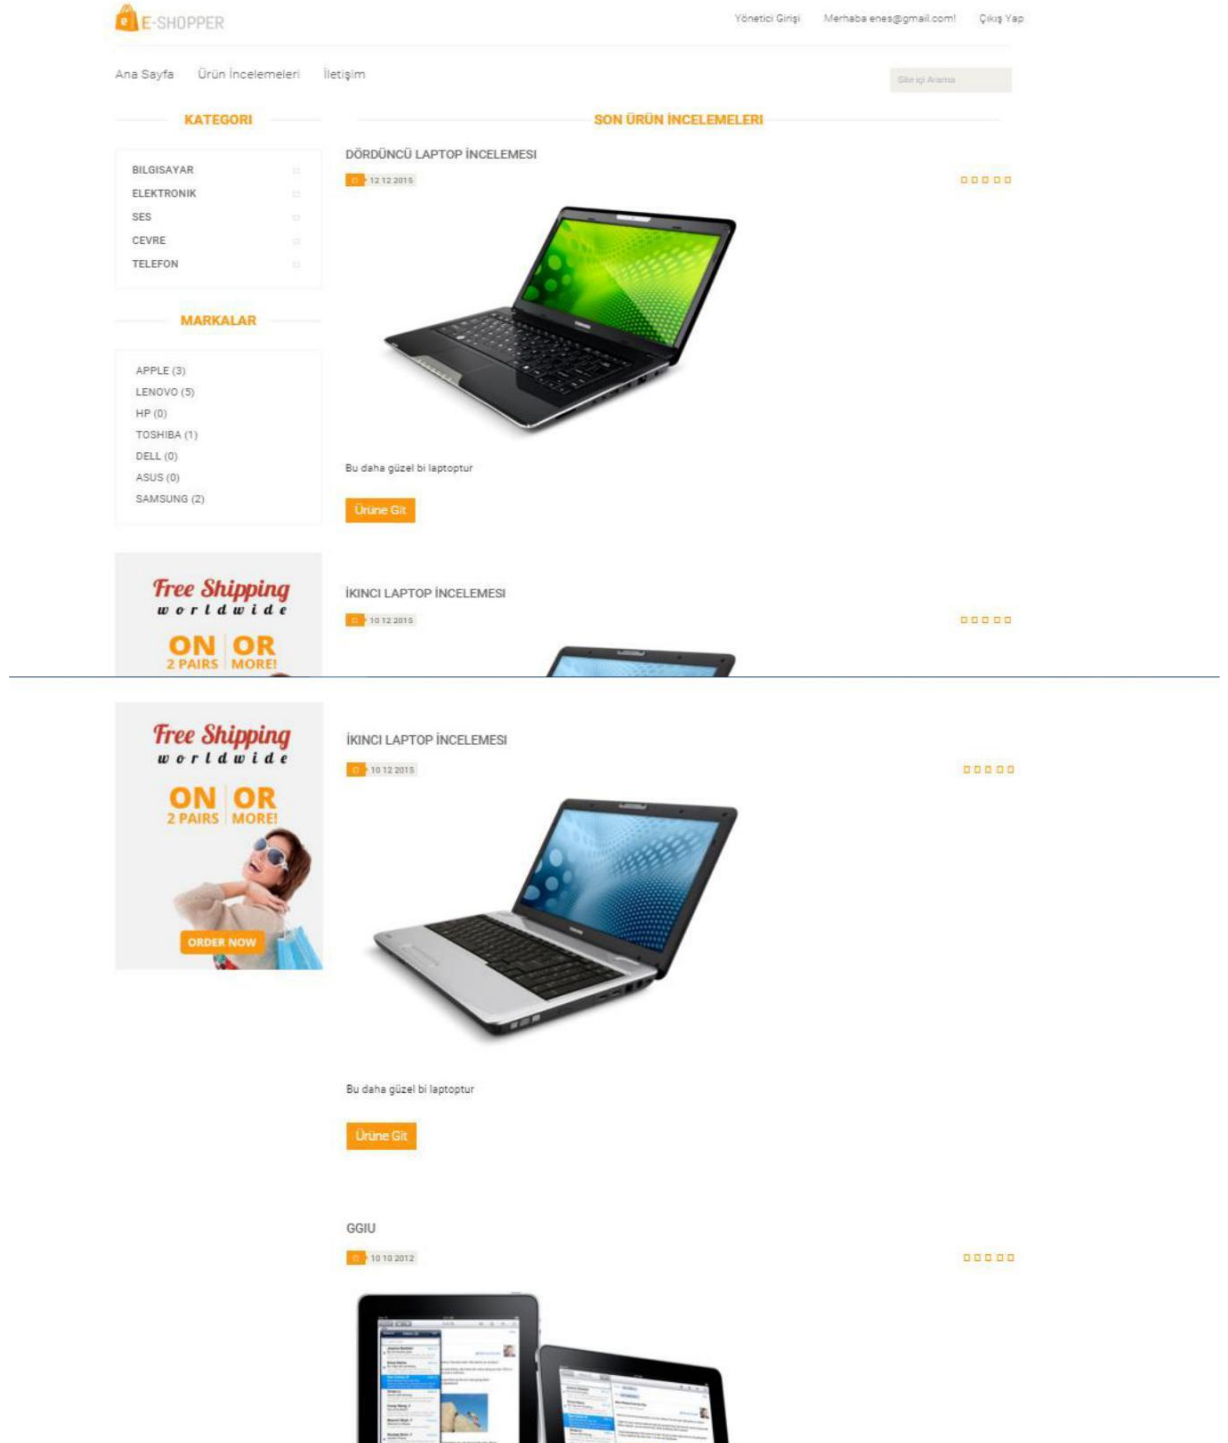 E-SHOPPER
Yönetici Girişi Merhaba enes@gmail.com! Çıkış Yap
Ana Sayfa Ürün İncelemeleri İletişim
Site içi Arama
KATEGORI
BILGISAYAR
ELEKTRONIK
SES
CEVRE
TELEFON
MARKALAR
APPLE (3)
LENOVO (5)
HP (0)
TOSHIBA (1)
DELL (0)
ASUS (0)
SAMSUNG (2)
Free Shipping
worldwide
ON OR
2 PAIRS MORE!
SON ÜRÜN İNCELEMELERI
DÖRDÜNCÜ LAPTOP İNCELEMESI
12 12 2015
Bu daha güzel bi laptoptur
Ürüne Git
İKINCI LAPTOP İNCELEMESI
10 12 2015
Free Shipping
worldwide
ON OR
2 PAIRS MORE!
ORDER NOW
İKINCI LAPTOP İNCELEMESI
10 12 2015
Bu daha güzel bi laptoptur
Ürüne Git
GGIU
10 10 2012